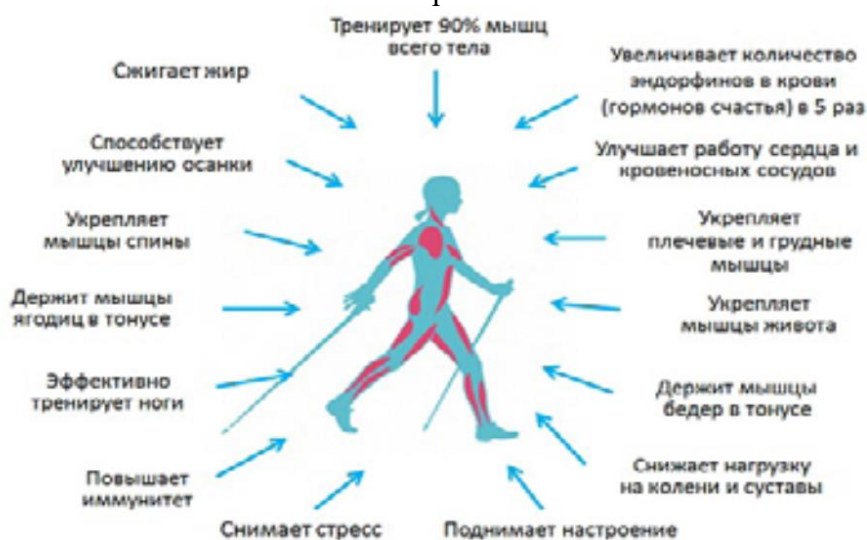 Тренирует 90% мышц
всего тела
Сжигает жир
Увеличивает количество
эндорфинов в крови
(гормонов счастья) в 5 раз
Способствует
улучшению осанки
Улучшает работу сердца и
кровеносных сосудов
Укрепляет
мышцы спины
Укрепляет
плечевые и грудные
мышцы
Держит мышцы
ягодиц в тонусе
Укрепляет
мышцы живота
Эффективно
тренирует ноги
Держит мышцы
бедер в тонусе
Повышает
иммунитет
Снижает нагрузку
на колени и суставы
Снимает стресс
Поднимает настроение